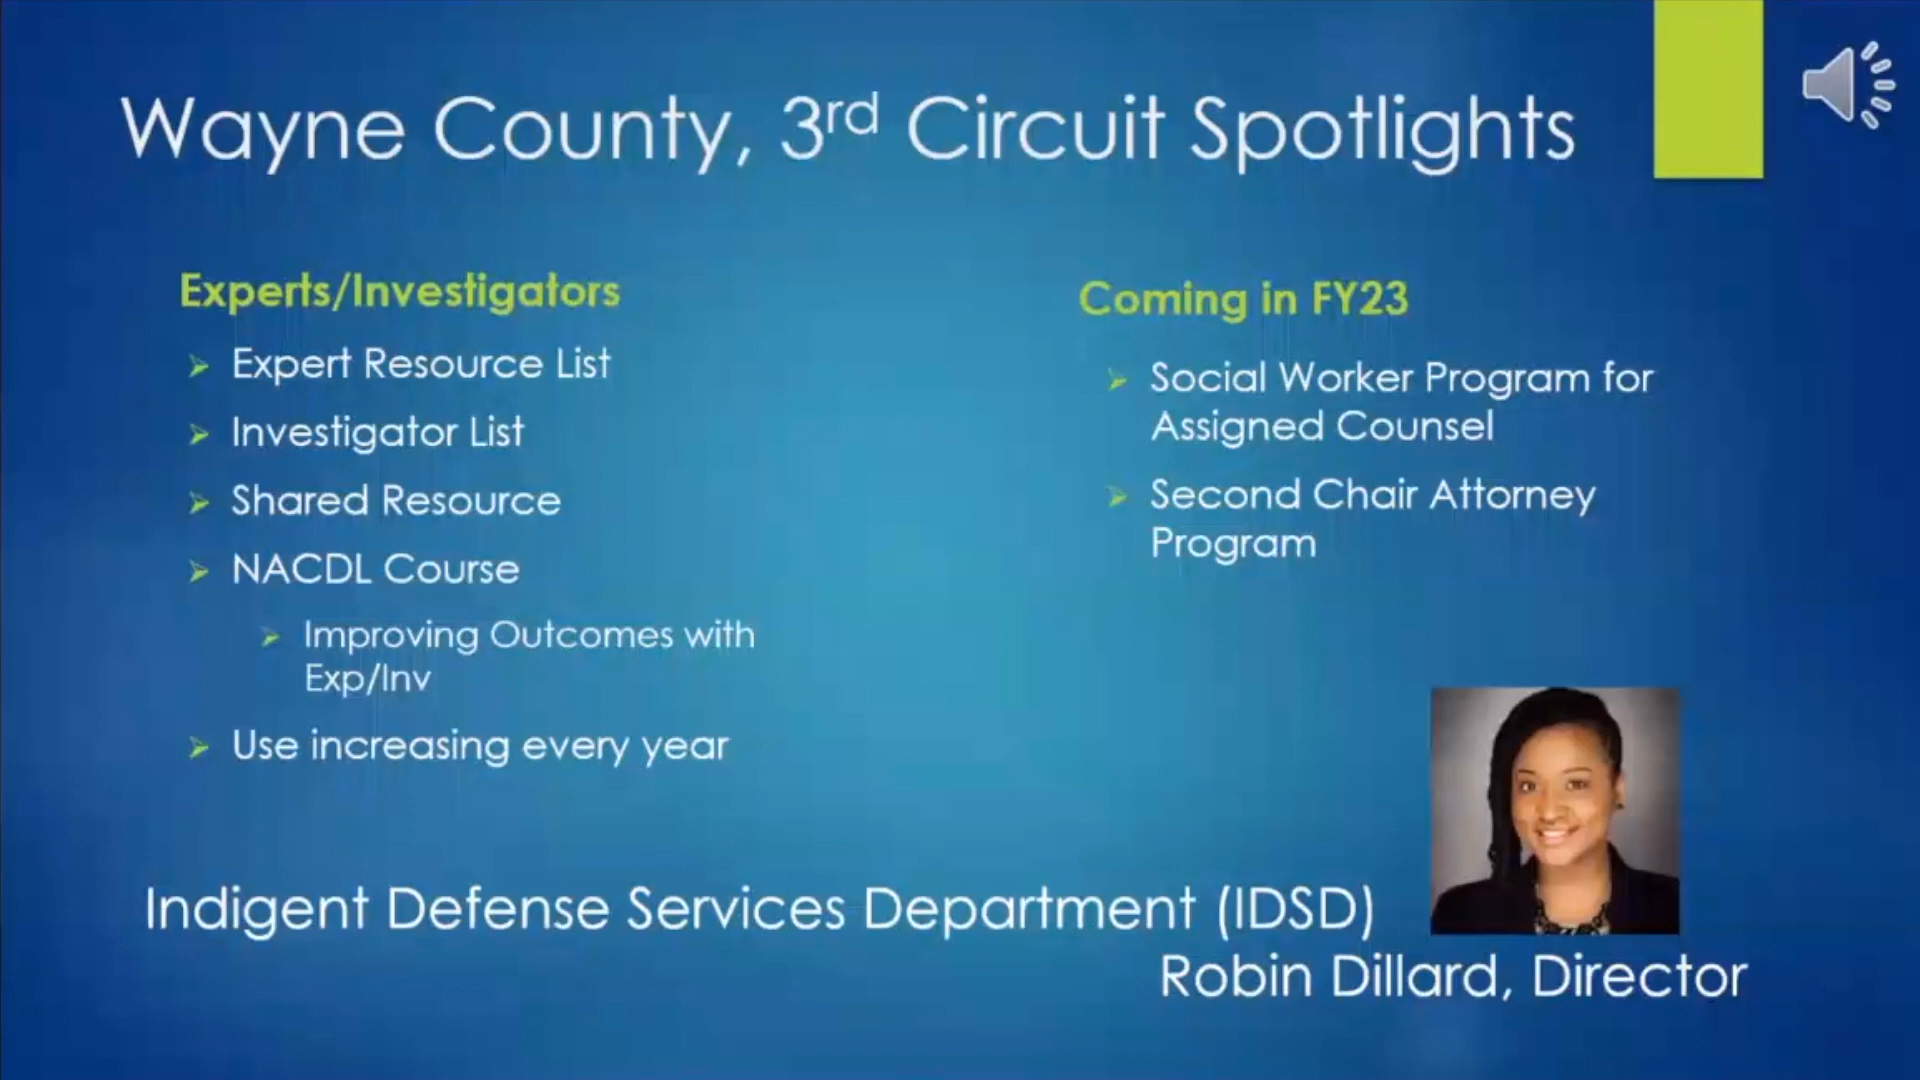 Wayne County, 3rd Circuit Spotlights
Experts/Investigators
Expert Resource List
Investigator List
Shared Resource
NACDL Course
Improving Outcomes with
Exp/Inv
Use increasing every year
Coming in FY23
Social Worker Program for
Assigned Counsel
Second Chair Attorney
Program
Indigent Defense Services Department (IDSD)
Robin Dillard, Director